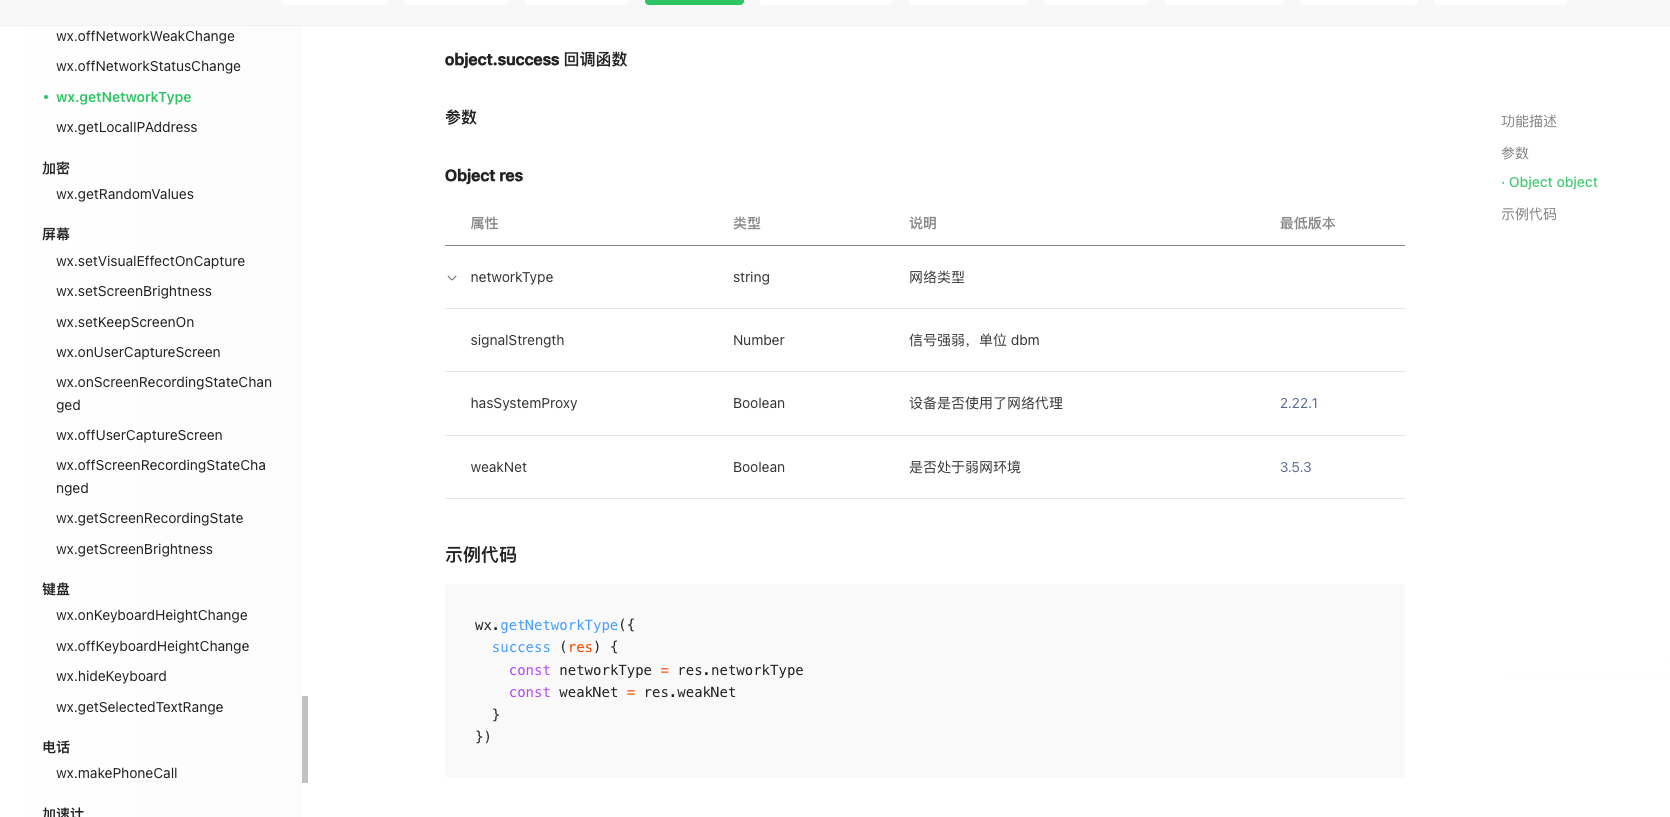 wx.offNetworkWeakChange
wx.offNetworkStatusChange
• wx.getNetworkType
wx.getLocalIPAddress
加密
wx.getRandomValues
屏幕
wx.setVisualEffectOnCapture
wx.setScreenBrightness
wx.setKeepScreenOn
wx.onUserCaptureScreen
wx.onScreenRecordingStateChan
ged
wx.offUserCaptureScreen
wx.offScreenRecordingStateCha
nged
wx.getScreenRecordingState
wx.getScreenBrightness
键盘
wx.onKeyboardHeightChange
wx.offKeyboardHeightChange
wx.hideKeyboard
wx.getSelectedTextRange
电话
wx.makePhoneCall
加速计
object.success 回调函数
参数
Object res
属性 类型 说明 最低版本
networkType string 网络类型
signalStrength Number 信号强弱，单位 dbm
hasSystemProxy Boolean 设备是否使用了网络代理 2.22.1
weakNet Boolean 是否处于弱网环境 3.5.3
示例代码
wx.getNetworkType({
  success (res) {
    const networkType = res.networkType
    const weakNet = res.weakNet
  }
})
功能描述
参数
· Object object
示例代码